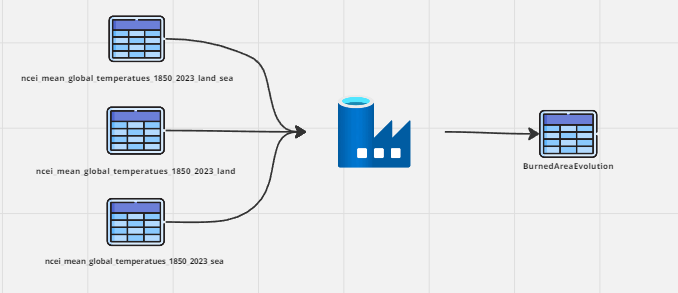 ncei_mean_global_temperatues_1850_2023_land_sea
ncei_mean_global_temperatues_1850_2023_land
ncei_mean_global_temperatues_1850_2023_sea
BurnedAreaEvolution